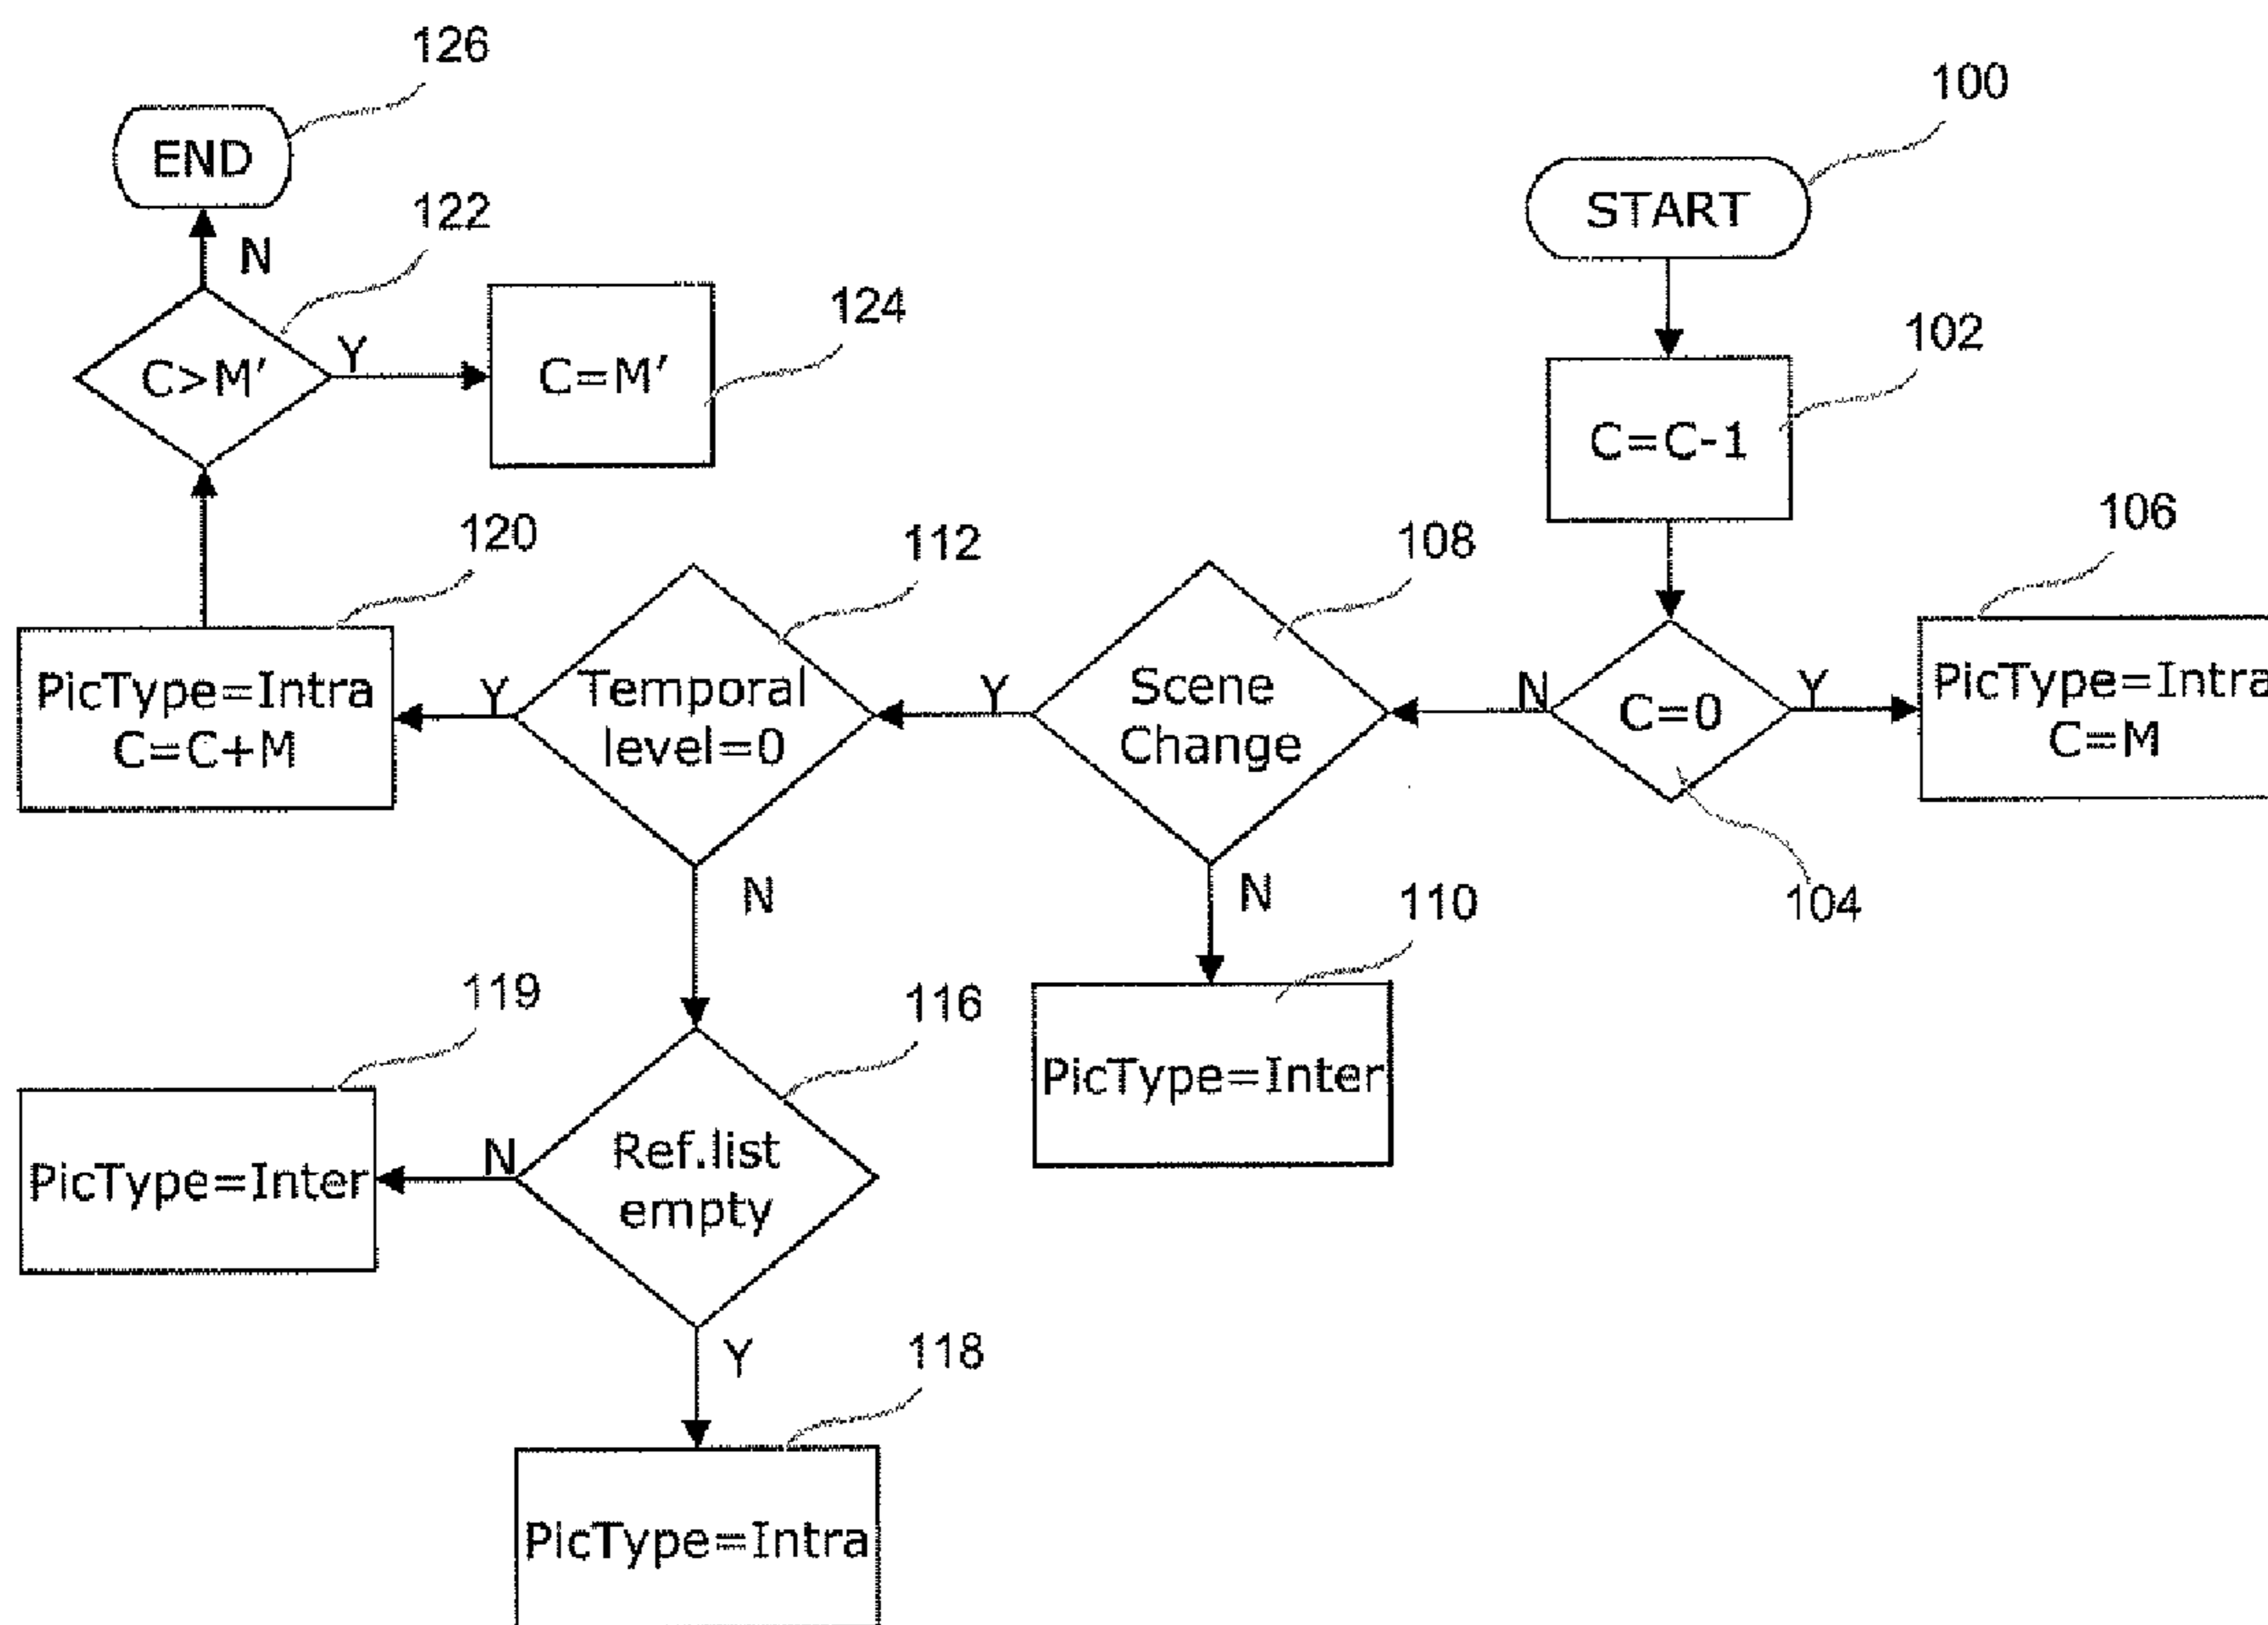 126
100
END
START
122
N
124
102
C>M'
Y
C=M'
C=C-1
120
112
108
106
PicType=Intra
C=C+M
Y
Temporal
level=0
Y
Scene
Change
N
C=0
Y
PicType=Intra
C=M
N
N
110
104
119
116
PicType=Inter
PicType=Inter
N
Ref.list
empty
Y
118
PicType=Intra